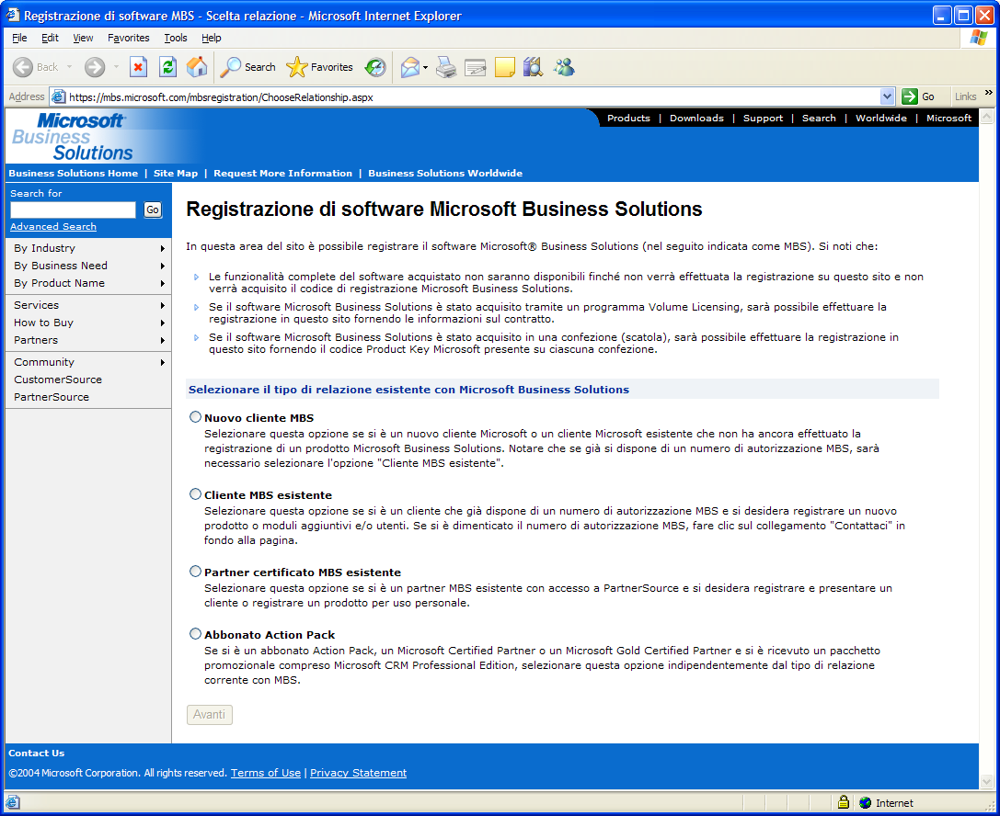 Registrazione di software MBS - Scelta relazione - Microsoft Internet Explorer
File Edit View Favorites Tools Help
Back Search Favorites
Address https://mbs.microsoft.com/mbsregistration/ChooseRelationship.aspx Go Links »
Microsoft Business Solutions
Products | Downloads | Support | Search | Worldwide | Microsoft
Business Solutions Home | Site Map | Request More Information | Business Solutions Worldwide
Search for
Go
Advanced Search
By Industry
By Business Need
By Product Name
Services
How to Buy
Partners
Community
CustomerSource
PartnerSource
Registrazione di software Microsoft Business Solutions
In questa area del sito è possibile registrare il software Microsoft® Business Solutions (nel seguito indicata come MBS). Si noti che:
Le funzionalità complete del software acquistato non saranno disponibili finché non verrà effettuata la registrazione su questo sito e non
verrà acquisito il codice di registrazione Microsoft Business Solutions.
Se il software Microsoft Business Solutions è stato acquisito tramite un programma Volume Licensing, sarà possibile effettuare la
registrazione in questo sito fornendo le informazioni sul contratto.
Se il software Microsoft Business Solutions è stato acquisito in una confezione (scatola), sarà possibile effettuare la registrazione in
questo sito fornendo il codice Product Key Microsoft presente su ciascuna confezione.
Selezionare il tipo di relazione esistente con Microsoft Business Solutions
Nuovo cliente MBS
Selezionare questa opzione se si è un nuovo cliente Microsoft o un cliente Microsoft esistente che non ha ancora effettuato la
registrazione di un prodotto Microsoft Business Solutions. Notare che se già si dispone di un numero di autorizzazione MBS, sarà
necessario selezionare l'opzione "Cliente MBS esistente".
Cliente MBS esistente
Selezionare questa opzione se si è un cliente che già dispone di un numero di autorizzazione MBS e si desidera registrare un nuovo
prodotto o moduli aggiuntivi e/o utenti. Se si è dimenticato il numero di autorizzazione MBS, fare clic sul collegamento "Contattaci" in
fondo alla pagina.
Partner certificato MBS esistente
Selezionare questa opzione se si è un partner MBS esistente con accesso a PartnerSource e si desidera registrare e presentare un
cliente o registrare un prodotto per uso personale.
Abbonato Action Pack
Se si è un abbonato Action Pack, un Microsoft Certified Partner o un Microsoft Gold Certified Partner e si è ricevuto un pacchetto
promozionale compreso Microsoft CRM Professional Edition, selezionare questa opzione indipendentemente dal tipo di relazione
corrente con MBS.
Avanti
Contact Us
©2004 Microsoft Corporation. All rights reserved. Terms of Use | Privacy Statement
Internet